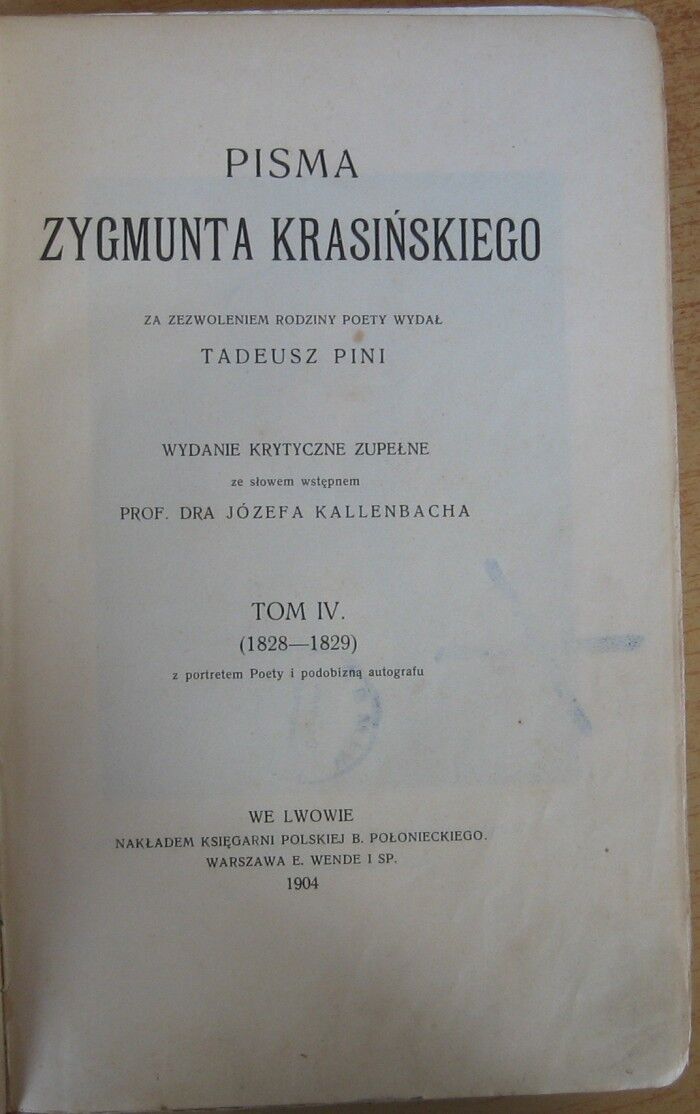 PISMA
ZYGMUNTA KRASIŃSKIEGO
ZA ZEZWOLENIEM RODZINY POETY WYDAŁ
TADEUSZ PINI
WYDANIE KRYTYCZNE ZUPEŁNE
ze słowem wstępnem
PROF. DRA JÓZEFA KALLENBACHA
TOM IV.
(1828—1829)
z portretem Poety i podobizną autografu
WE LWOWIE
NAKŁADEM KSIĘGARNI POLSKIEJ B. POŁONIECKIEGO.
WARSZAWA E. WENDE I SP.
1904